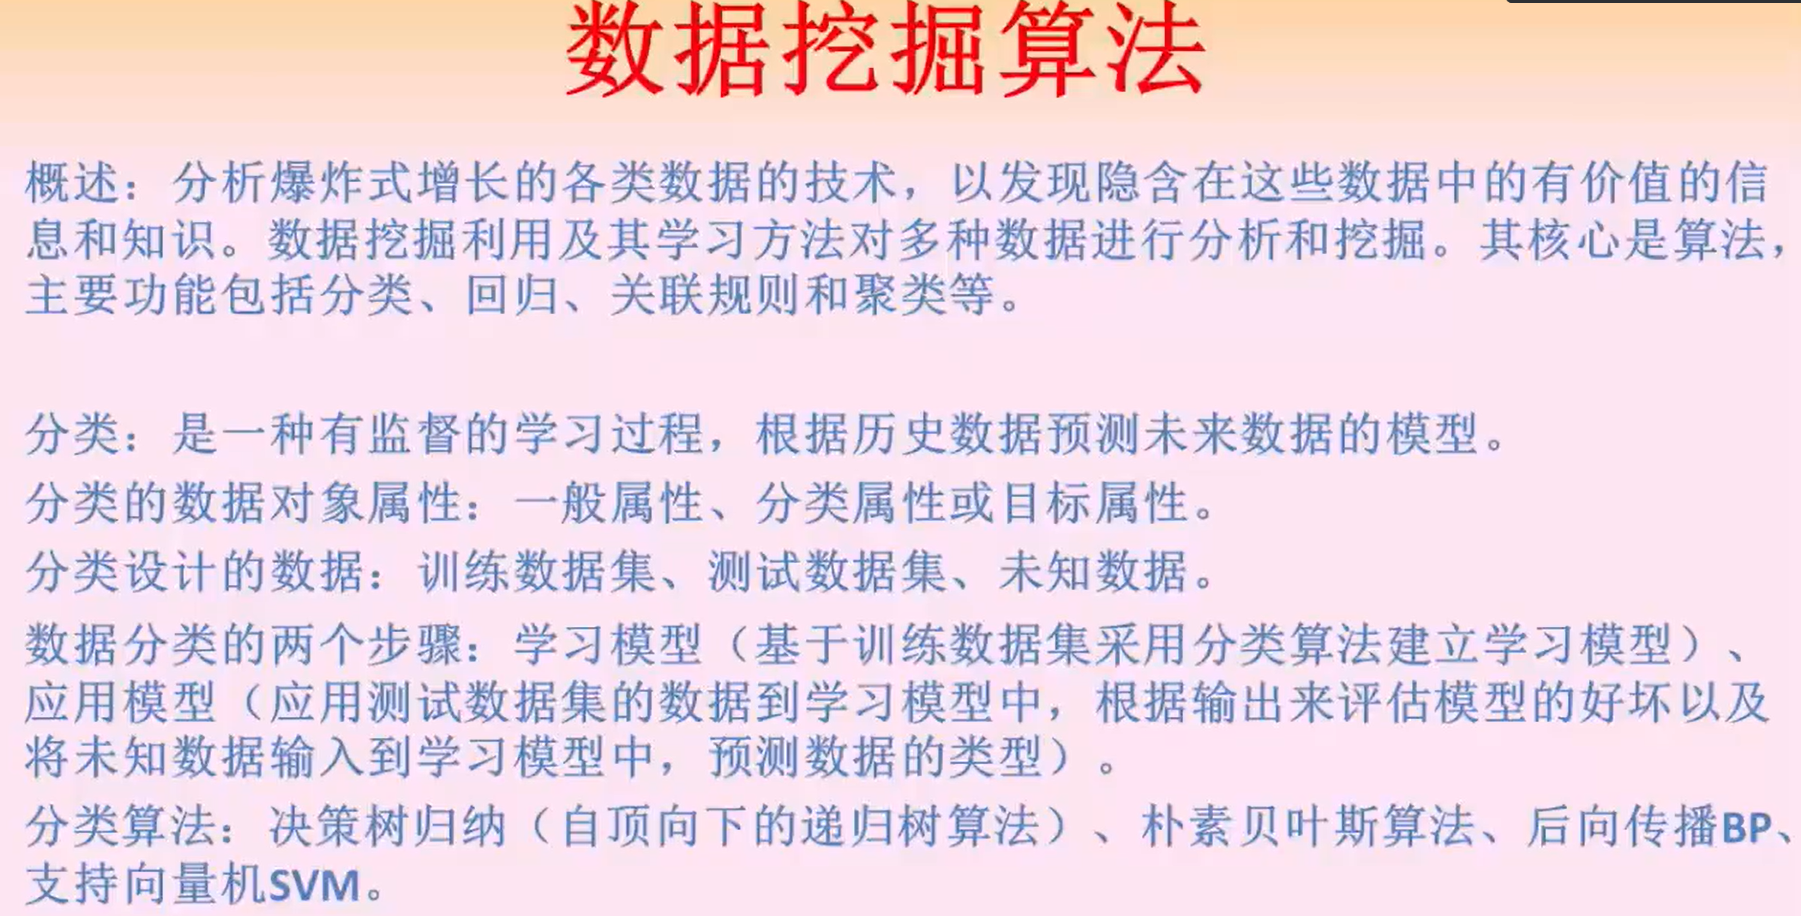 数据挖掘算法
概述：分析爆炸式增长的各类数据的技术，以发现隐含在这些数据中的有价值的信
息和知识。数据挖掘利用及其学习方法对多种数据进行分析和挖掘。其核心是算法，
主要功能包括分类、回归、关联规则和聚类等。
分类：是一种有监督的学习过程，根据历史数据预测未来数据的模型。
分类的数据对象属性：一般属性、分类属性或目标属性。
分类设计的数据：训练数据集、测试数据集、未知数据。
数据分类的两个步骤：学习模型（基于训练数据集采用分类算法建立学习模型）、
应用模型（应用测试数据集的数据到学习模型中，根据输出来评估模型的好坏以及
将未知数据输入到学习模型中，预测数据的类型）。
分类算法：决策树归纳（自顶向下的递归树算法）、朴素贝叶斯算法、后向传播BP、
支持向量机SVM。